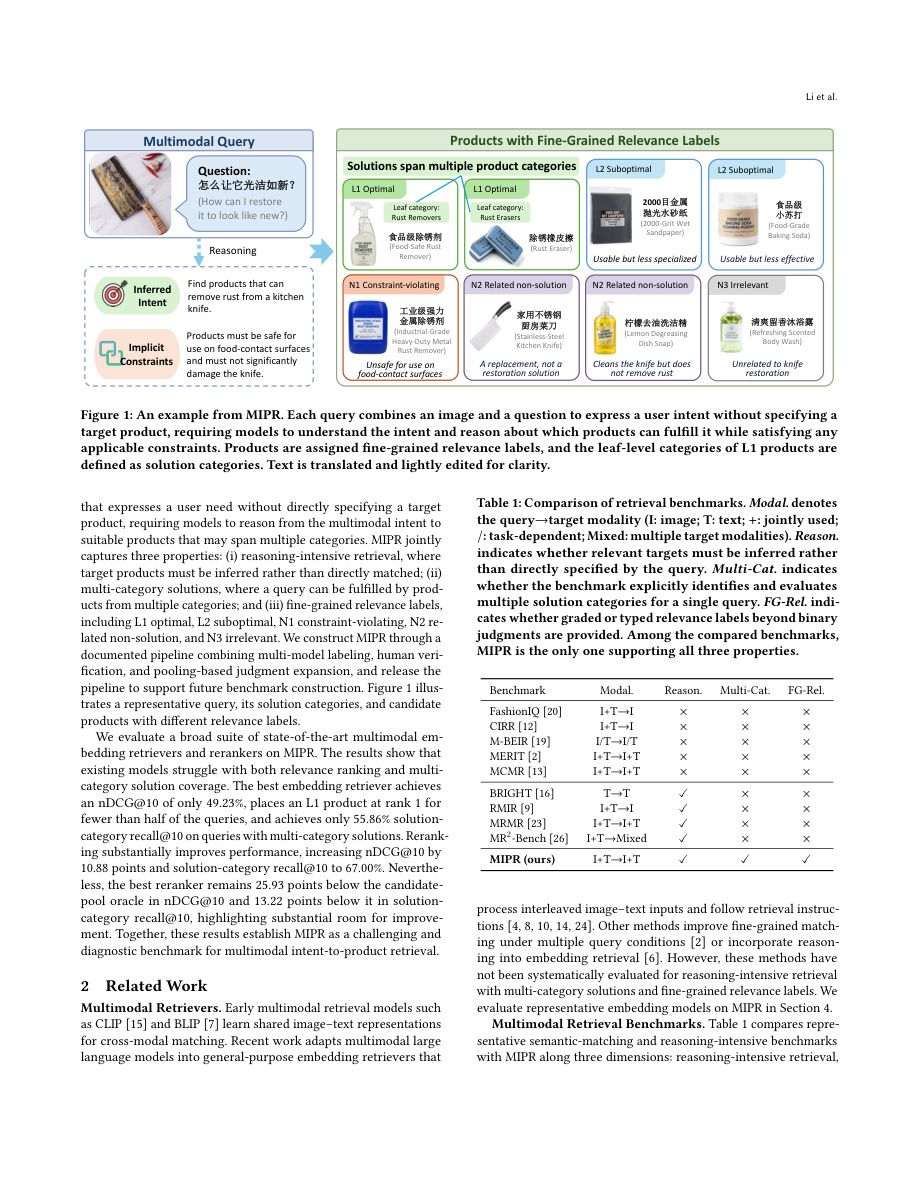 Li et al.
Multimodal Query
Question:
怎么让它光洁如新?
(How can I restore
it to look like new?)
Reasoning
Inferred
Intent
Find products that can
remove rust from a kitchen
knife.
Implicit
Constraints
Products must be safe for
use on food-contact surfaces
and must not significantly
damage the knife.
Products with Fine-Grained Relevance Labels
Solutions span multiple product categories
L1 Optimal
Leaf category:
Rust Removers
食品级除锈剂
(Food-Safe Rust
Remover)
L1 Optimal
Leaf category:
Rust Erasers
除锈橡皮擦
(Rust Eraser)
L2 Suboptimal
2000目金属
抛光水砂纸
(2000-Grit Wet
Sandpaper)
Usable but less specialized
L2 Suboptimal
食品级
小苏打
(Food-Grade
Baking Soda)
Usable but less effective
N1 Constraint-violating
工业级强力
金属除锈剂
(Industrial-Grade
Heavy-Duty Metal
Rust Remover)
Unsafe for use on
food-contact surfaces
N2 Related non-solution
家用不锈钢
厨房菜刀
(Stainless-Steel
Kitchen Knife)
A replacement, not a
restoration solution
N2 Related non-solution
柠檬去油洗洁精
(Lemon Degreasing
Dish Soap)
Cleans the knife but does
not remove rust
N3 Irrelevant
清爽留香沐浴露
(Refreshing Scented
Body Wash)
Unrelated to knife
restoration
Figure 1: An example from MIPR. Each query combines an image and a question to express a user intent without specifying a
target product, requiring models to understand the intent and reason about which products can fulfill it while satisfying any
applicable constraints. Products are assigned fine-grained relevance labels, and the leaf-level categories of L1 products are
defined as solution categories. Text is translated and lightly edited for clarity.
that expresses a user need without directly specifying a target
product, requiring models to reason from the multimodal intent to
suitable products that may span multiple categories. MIPR jointly
captures three properties: (i) reasoning-intensive retrieval, where
target products must be inferred rather than directly matched; (ii)
multi-category solutions, where a query can be fulfilled by prod-
ucts from multiple categories; and (iii) fine-grained relevance labels,
including L1 optimal, L2 suboptimal, N1 constraint-violating, N2 re-
lated non-solution, and N3 irrelevant. We construct MIPR through a
documented pipeline combining multi-model labeling, human veri-
fication, and pooling-based judgment expansion, and release the
pipeline to support future benchmark construction. Figure 1 illus-
trates a representative query, its solution categories, and candidate
products with different relevance labels.
We evaluate a broad suite of state-of-the-art multimodal em-
bedding retrievers and rerankers on MIPR. The results show that
existing models struggle with both relevance ranking and multi-
category solution coverage. The best embedding retriever achieves
an nDCG@10 of only 49.23%, places an L1 product at rank 1 for
fewer than half of the queries, and achieves only 55.86% solution-
category recall@10 on queries with multi-category solutions. Rerank-
ing substantially improves performance, increasing nDCG@10 by
10.88 points and solution-category recall@10 to 67.00%. Neverthe-
less, the best reranker remains 25.93 points below the candidate-
pool oracle in nDCG@10 and 13.22 points below it in solution-
category recall@10, highlighting substantial room for improve-
ment. Together, these results establish MIPR as a challenging and
diagnostic benchmark for multimodal intent-to-product retrieval.
2 Related Work
Multimodal Retrievers. Early multimodal retrieval models such
as CLIP [15] and BLIP [7] learn shared image–text representations
for cross-modal matching. Recent work adapts multimodal large
language models into general-purpose embedding retrievers that
Table 1: Comparison of retrieval benchmarks. Modal. denotes
the query→target modality (I: image; T: text; +: jointly used;
/: task-dependent; Mixed: multiple target modalities). Reason.
indicates whether relevant targets must be inferred rather
than directly specified by the query. Multi-Cat. indicates
whether the benchmark explicitly identifies and evaluates
multiple solution categories for a single query. FG-Rel. indi-
cates whether graded or typed relevance labels beyond binary
judgments are provided. Among the compared benchmarks,
MIPR is the only one supporting all three properties.
Benchmark Modal. Reason. Multi-Cat. FG-Rel.
FashionIQ [20] I+T→I × × ×
CIRR [12] I+T→I × × ×
M-BEIR [19] I/T→I/T × × ×
MERIT [2] I+T→I+T × × ×
MCMR [13] I+T→I+T × × ×
BRIGHT [16] T→T ✓ × ×
RMIR [9] I+T→I ✓ × ×
MRMR [23] I+T→I+T ✓ × ×
MR²-Bench [26] I+T→Mixed ✓ × ×
MIPR (ours) I+T→I+T ✓ ✓ ✓
process interleaved image–text inputs and follow retrieval instruc-
tions [4, 8, 10, 14, 24]. Other methods improve fine-grained match-
ing under multiple query conditions [2] or incorporate reason-
ing into embedding retrieval [6]. However, these methods have
not been systematically evaluated for reasoning-intensive retrieval
with multi-category solutions and fine-grained relevance labels. We
evaluate representative embedding models on MIPR in Section 4.
Multimodal Retrieval Benchmarks. Table 1 compares repre-
sentative semantic-matching and reasoning-intensive benchmarks
with MIPR along three dimensions: reasoning-intensive retrieval,